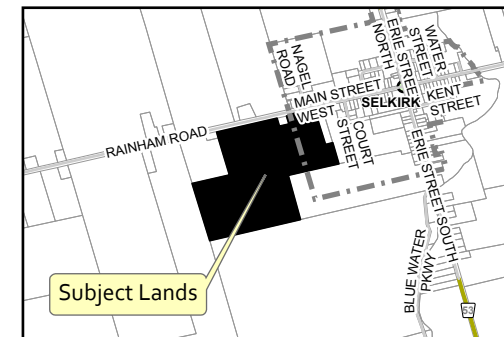 NAGEL
ROAD
ERIE STREET
NORTH
WATER
STREET
MAIN STREET
WEST
SELKIRK
KENT
STREET
RAINHAM ROAD
COURT
STREET
ERIE STREET SOUTH
Subject Lands
BLUE WATER
PKWY
53